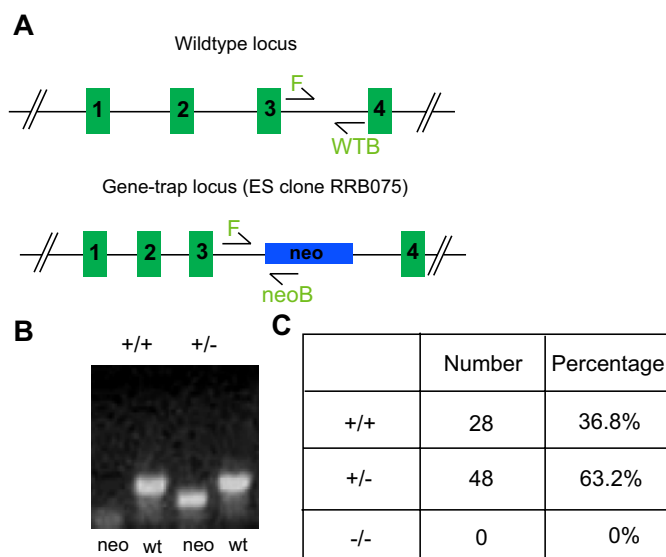 A
Wildtype locus
1 2 3 F 4
WTB
Gene-trap locus (ES clone RRB075)
1 2 3 F neo 4
neoB
B
+/+ +/-
neo wt neo wt
C
Number Percentage
+/+ 28 36.8%
+/- 48 63.2%
-/- 0 0%